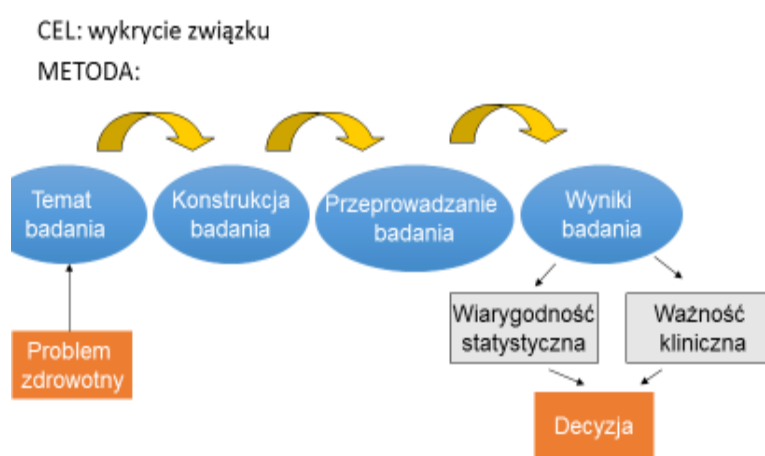 CEL: wykrycie związku
METODA:
Temat
badania
Konstrukcja
badania
Przeprowadzanie
badania
Wyniki
badania
Wiarygodność
statystyczna
Ważność
kliniczna
Problem
zdrowotny
Decyzja